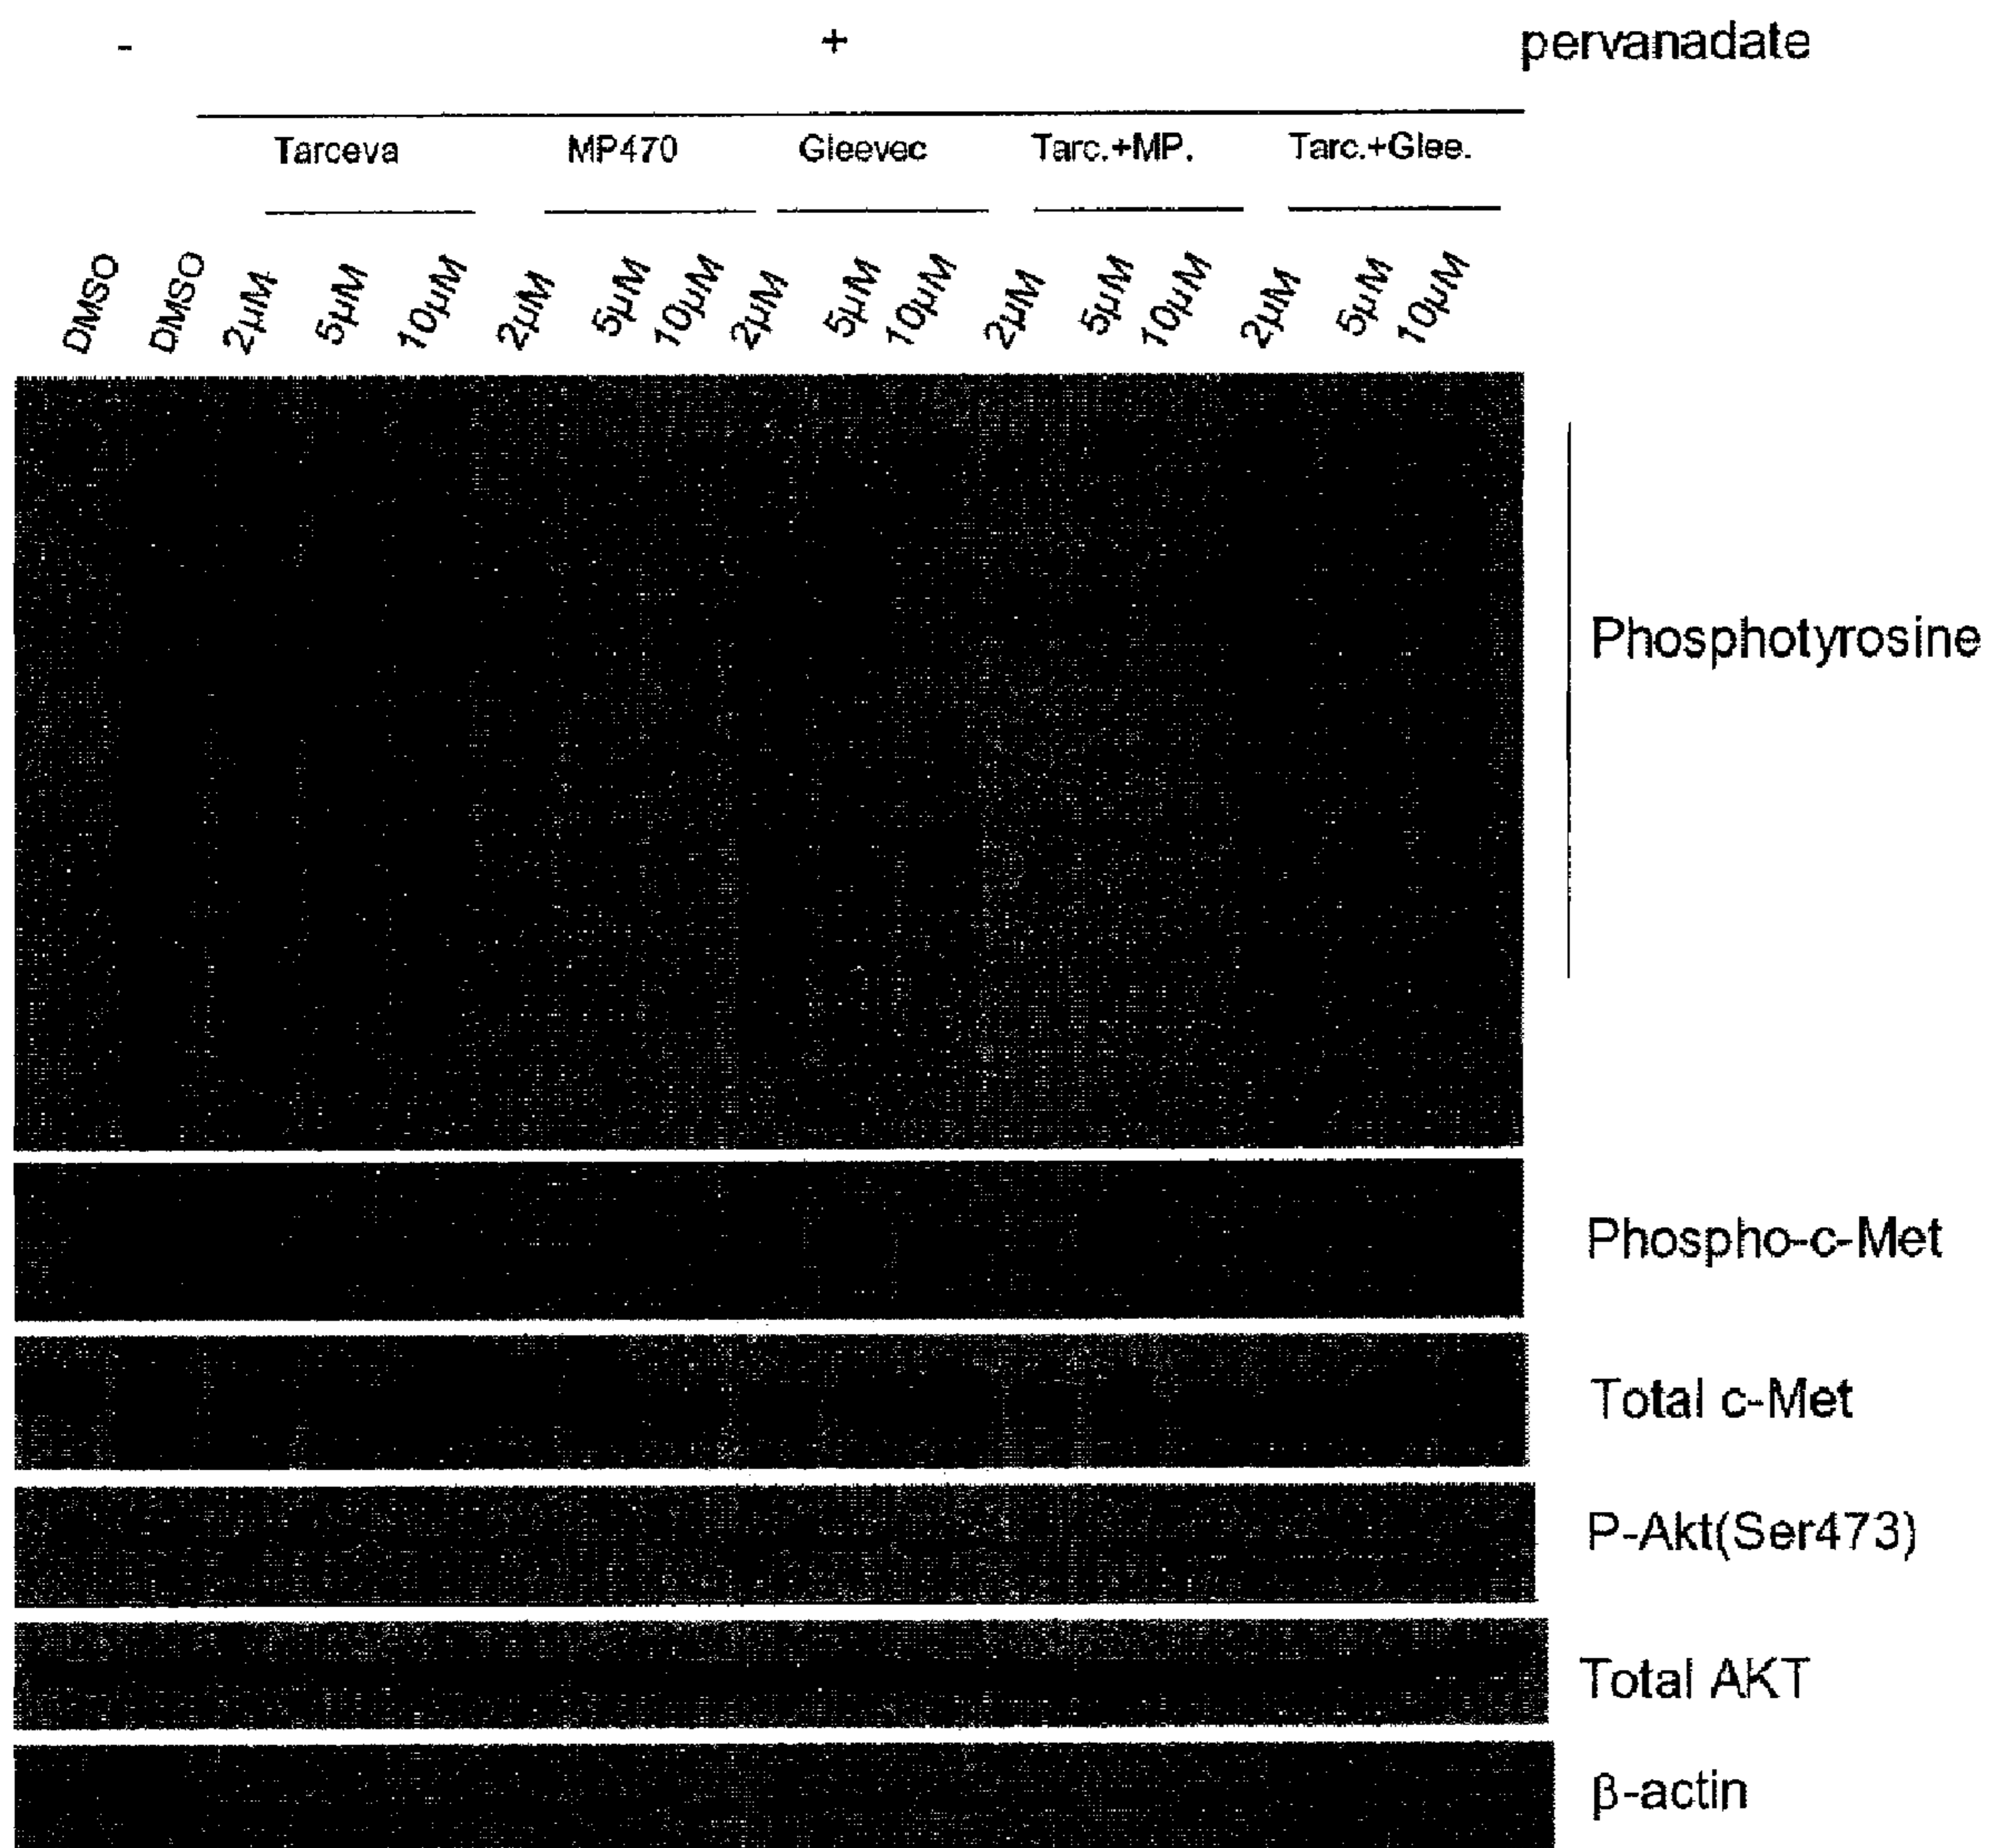 - + pervanadate
Tarceva MP470 Gleevec Tarc.+MP. Tarc.+Glee.
DMSO DMSO 2µM 5µM 10µM 2µM 5µM 10µM 2µM 5µM 10µM 2µM 5µM 10µM 2µM 5µM 10µM
Phosphotyrosine
Phospho-c-Met
Total c-Met
P-Akt(Ser473)
Total AKT
β-actin